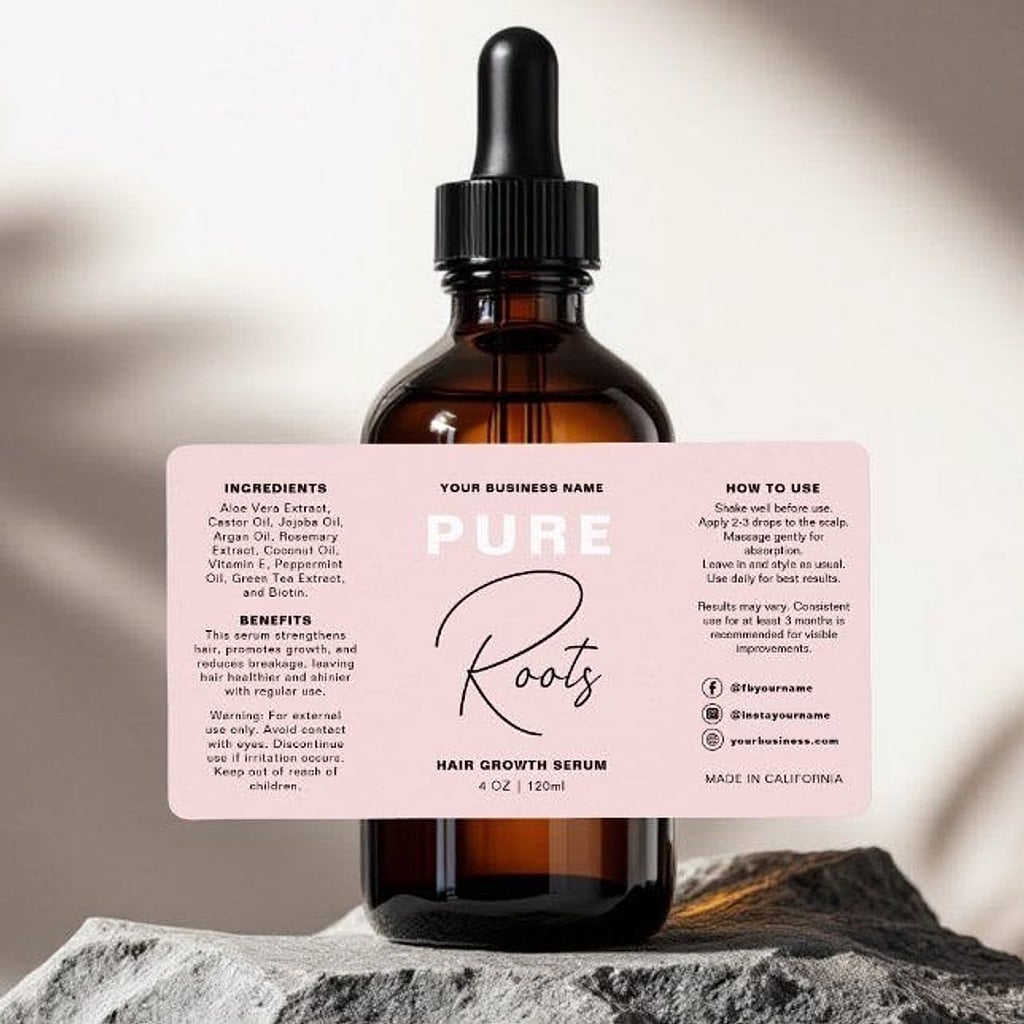 INGREDIENTS
Aloe Vera Extract,
Castor Oil, Jojoba Oil,
Argan Oil, Rosemary
Extract, Coconut Oil,
Vitamin E, Peppermint
Oil, Green Tea Extract,
and Biotin.
BENEFITS
This serum strengthens
hair, promotes growth, and
reduces breakage, leaving
hair healthier and shinier
with regular use.
Warning: For external
use only. Avoid contact
with eyes. Discontinue
use if irritation occurs.
Keep out of reach of
children.
YOUR BUSINESS NAME
PURE
Roots
HAIR GROWTH SERUM
4 OZ | 120ml
HOW TO USE
Shake well before use.
Apply 2-3 drops to the scalp.
Massage gently for
absorption.
Leave in and style as usual.
Use daily for best results.
Results may vary. Consistent
use for at least 3 months is
recommended for visible
improvements.
@fbyourname
@instayourname
yourbusiness.com
MADE IN CALIFORNIA